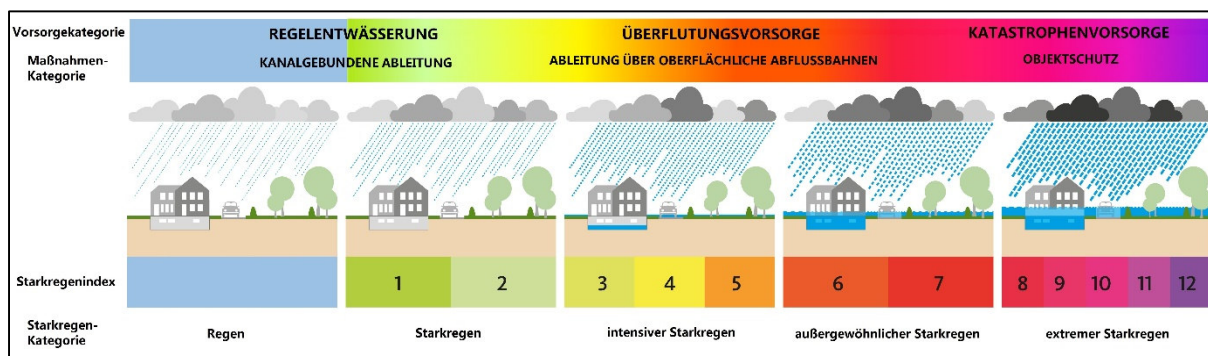 Vorsorgekategorie
REGELENTWÄSSERUNG ÜBERFLUTUNGSVORSORGE KATASTROPHENVORSORGE
Maßnahmen-
Kategorie
KANALGEBUNDENE ABLEITUNG ABLEITUNG ÜBER OBERFLÄCHLICHE ABFLUSSBAHNEN OBJEKTSCHUTZ
Starkregenindex 1 2 3 4 5 6 7 8 9 10 11 12
Starkregen-
Kategorie
Regen Starkregen intensiver Starkregen außergewöhnlicher Starkregen extremer Starkregen